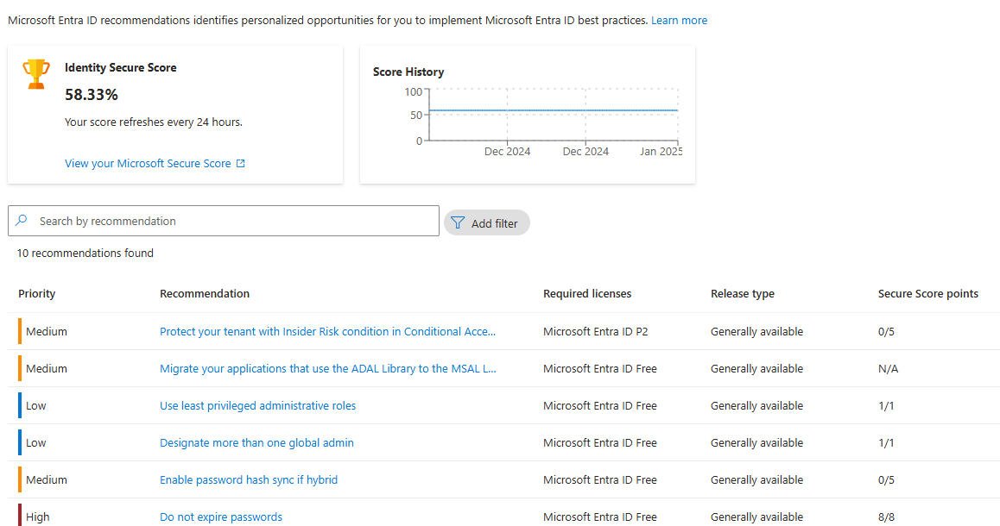 Microsoft Entra ID recommendations identifies personalized opportunities for you to implement Microsoft Entra ID best practices. Learn more
Identity Secure Score
58.33%
Your score refreshes every 24 hours.
View your Microsoft Secure Score
Score History
100
50
0
Dec 2024 Dec 2024 Jan 2025
Search by recommendation
Add filter
10 recommendations found
Priority Recommendation Required licenses Release type Secure Score points
Medium Protect your tenant with Insider Risk condition in Conditional Acce... Microsoft Entra ID P2 Generally available 0/5
Medium Migrate your applications that use the ADAL Library to the MSAL L... Microsoft Entra ID Free Generally available N/A
Low Use least privileged administrative roles Microsoft Entra ID Free Generally available 1/1
Low Designate more than one global admin Microsoft Entra ID Free Generally available 1/1
Medium Enable password hash sync if hybrid Microsoft Entra ID Free Generally available 0/5
High Do not expire passwords Microsoft Entra ID Free Generally available 8/8